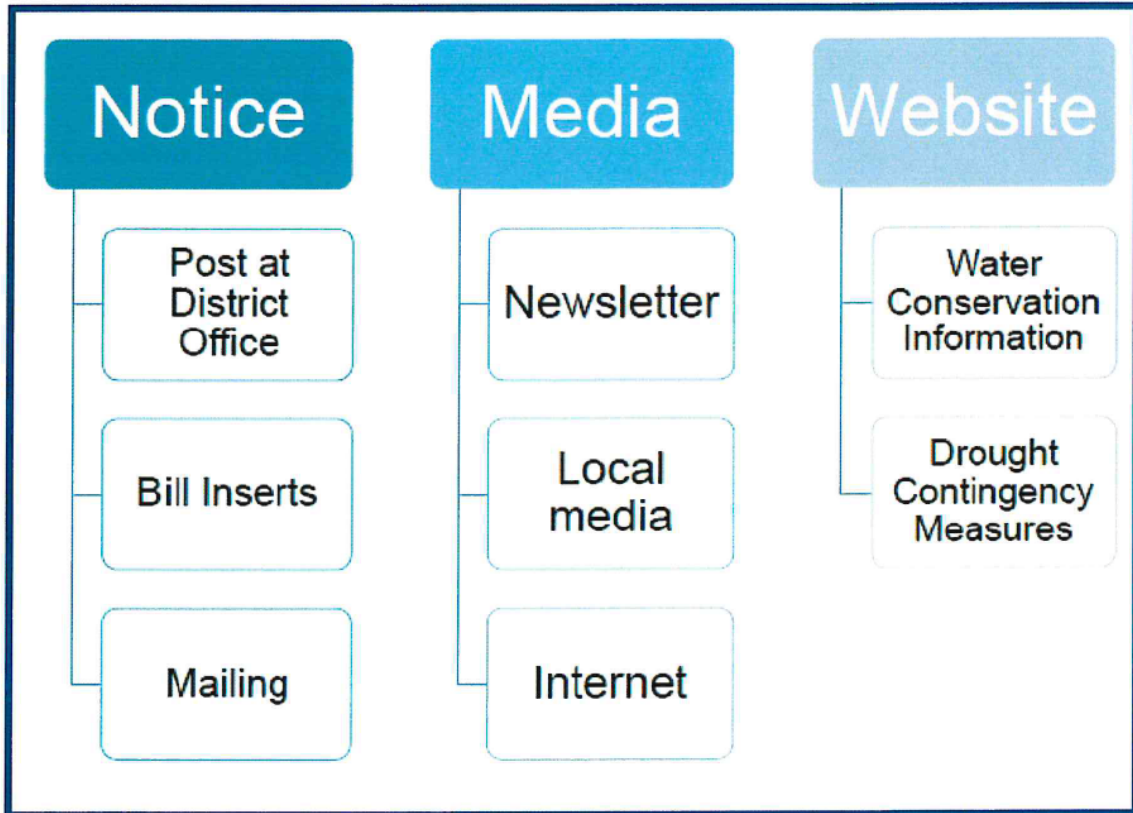 Notice
Post at
District
Office
Bill Inserts
Mailing
Media
Newsletter
Local
media
Internet
Website
Water
Conservation
Information
Drought
Contingency
Measures